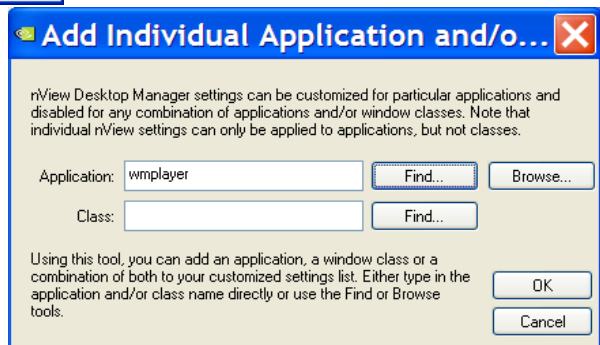 Add Individual Application and/o...
nView Desktop Manager settings can be customized for particular applications and
disabled for any combination of applications and/or window classes. Note that
individual nView settings can only be applied to applications, but not classes.
Application: wmplayer Find... Browse...
Class: Find...
Using this tool, you can add an application, a window class or a
combination of both to your customized settings list. Either type in the
application and/or class name directly or use the Find or Browse
tools.
OK
Cancel